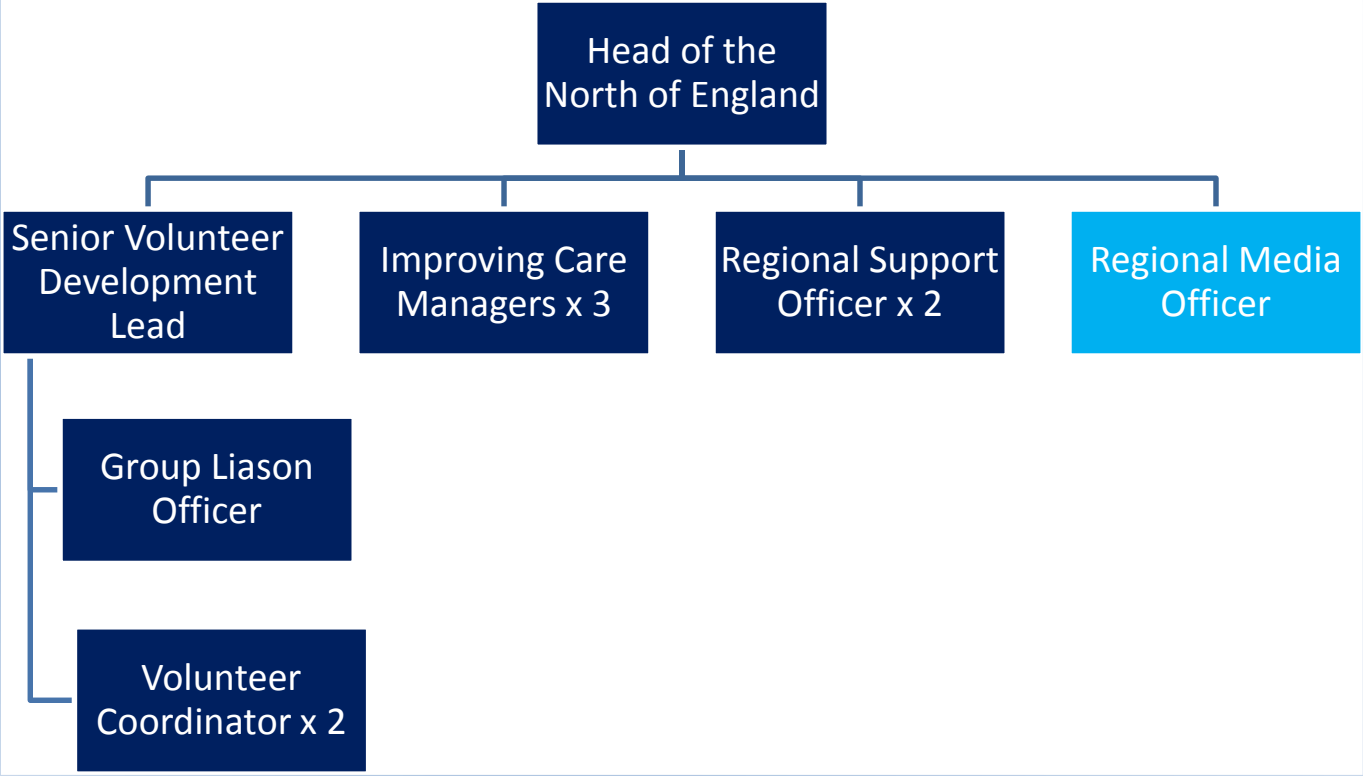 Head of the
North of England
Senior Volunteer
Development
Lead
Improving Care
Managers x 3
Regional Support
Officer x 2
Regional Media
Officer
Group Liason
Officer
Volunteer
Coordinator x 2